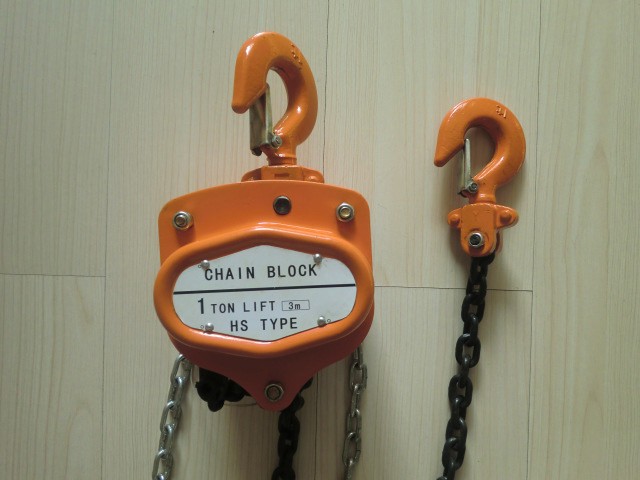 CHAIN BLOCK
1 TON LIFT 3m
HS TYPE